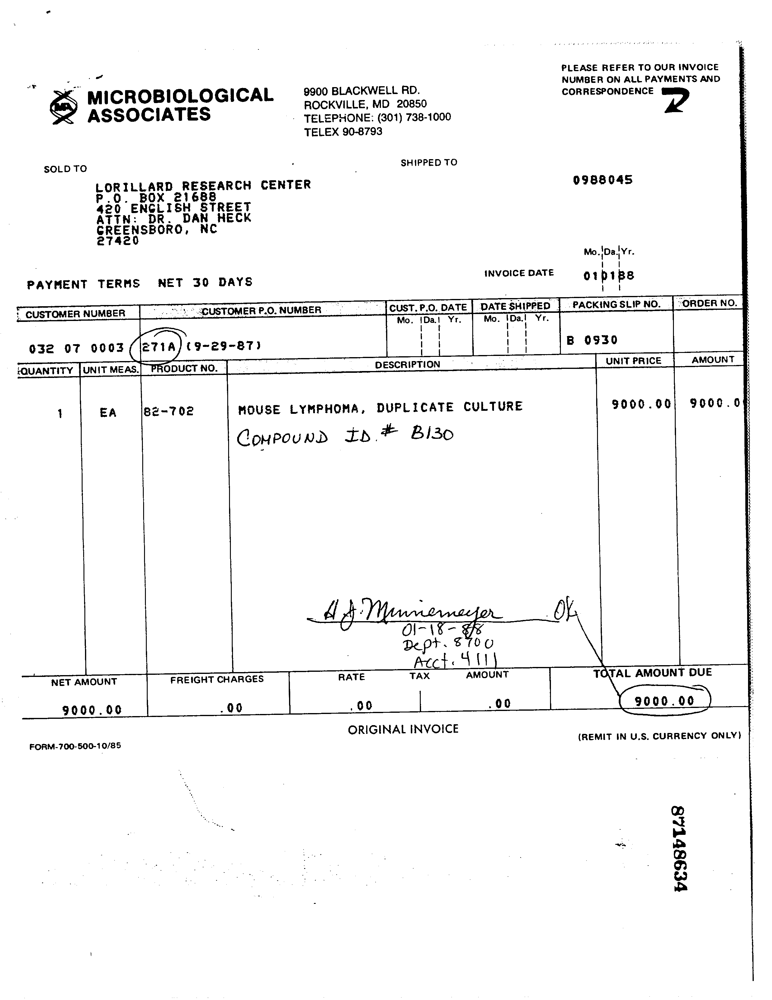 PLEASE REFER TO OUR INVOICE
NUMBER ON ALL PAYMENTS AND
CORRESPONDENCE
MA
MICROBIOLOGICAL
ASSOCIATES
9900 BLACKWELL RD.
ROCKVILLE, MD 20850
TELEPHONE: (301) 738-1000
TELEX 90-8793
SOLD TO
SHIPPED TO
LORILLARD RESEARCH CENTER
P.O. BOX 21688
420 ENGLISH STREET
ATTN: DR. DAN HECK
GREENSBORO, NC
27420
0988045
Mo. Da. Yr.
INVOICE DATE 010188
PAYMENT TERMS NET 30 DAYS
CUSTOMER NUMBER CUSTOMER P.O. NUMBER CUST. P.O. DATE DATE SHIPPED PACKING SLIP NO. ORDER NO.
Mo. Da. Yr. Mo. Da. Yr.
032 07 0003 271A (9-29-87) B 0930
QUANTITY UNIT MEAS. PRODUCT NO. DESCRIPTION UNIT PRICE AMOUNT
1 EA 82-702 MOUSE LYMPHOMA, DUPLICATE CULTURE 9000.00 9000.0
COMPOUND ID. # B130
H J. Minnemeyer OK
01-18-88
Dept. 8700
Acct. 4111
NET AMOUNT FREIGHT CHARGES RATE TAX AMOUNT TOTAL AMOUNT DUE
9000.00 .00 .00 .00 9000.00
ORIGINAL INVOICE
FORM-700-500-10/85
(REMIT IN U.S. CURRENCY ONLY)
87148634